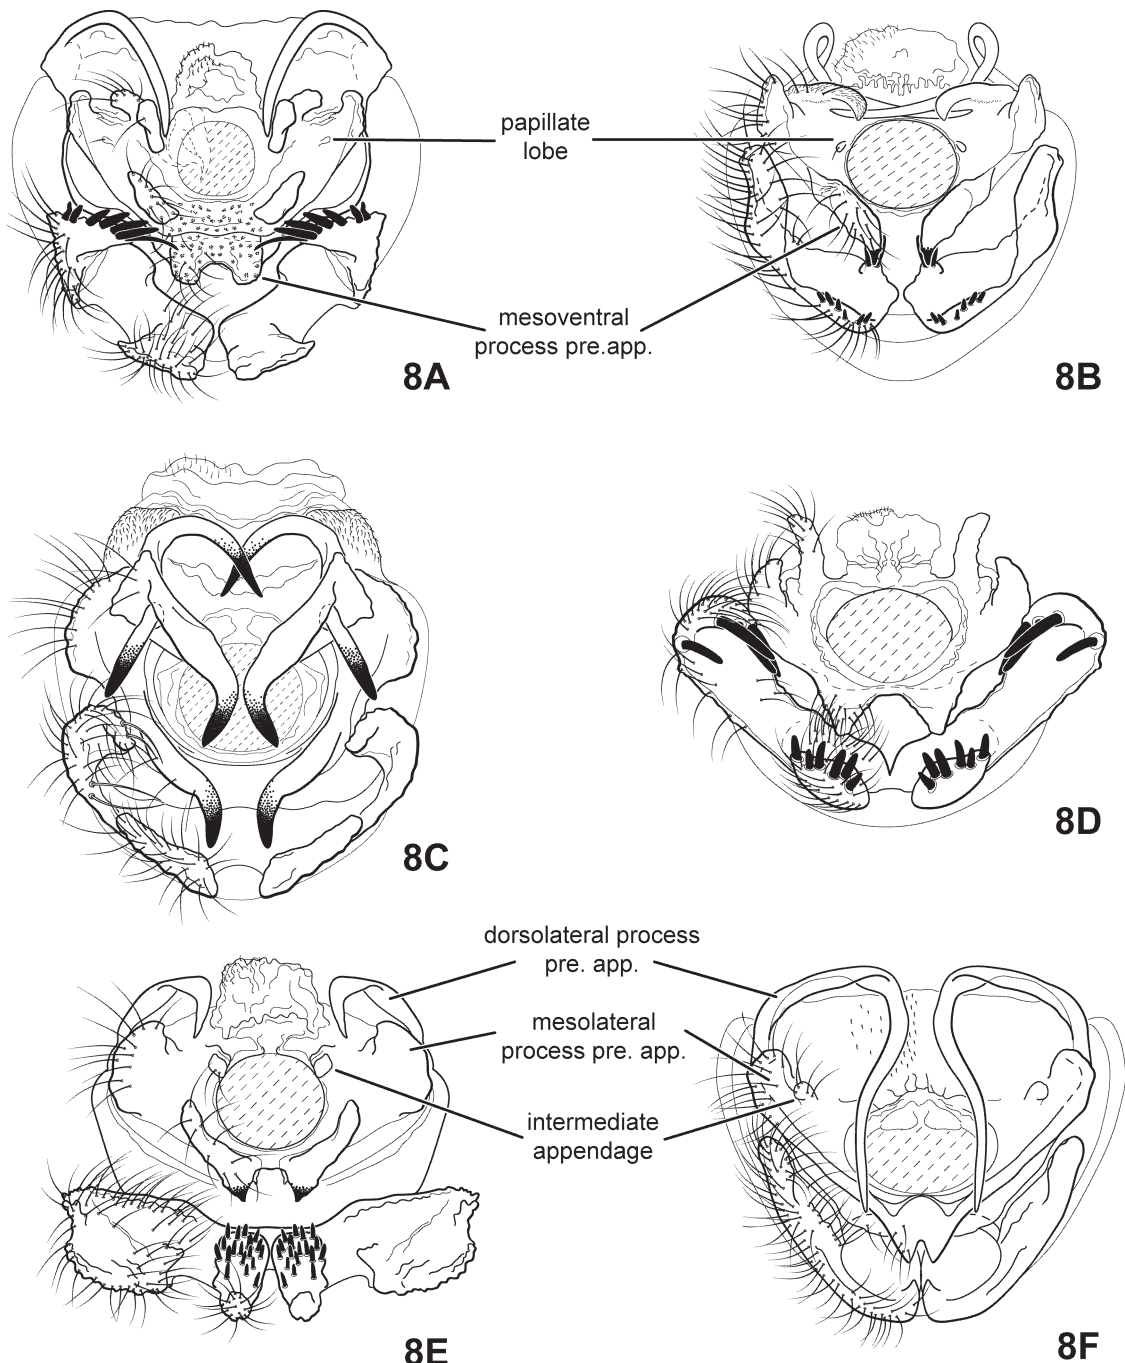 papillate
lobe
mesoventral
process pre.app.
8A
8B
8C
8D
dorsolateral process
pre. app.
mesolateral
process pre. app.
intermediate
appendage
8E
8F